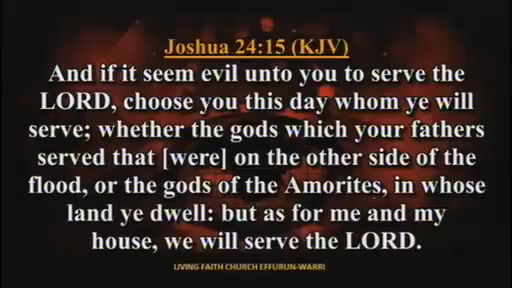 Joshua 24:15 (KJV)
And if it seem evil unto you to serve the
LORD, choose you this day whom ye will
serve; whether the gods which your fathers
served that [were] on the other side of the
flood, or the gods of the Amorites, in whose
land ye dwell: but as for me and my
house, we will serve the LORD.
LIVING FAITH CHURCH EFFURUN-WARRI